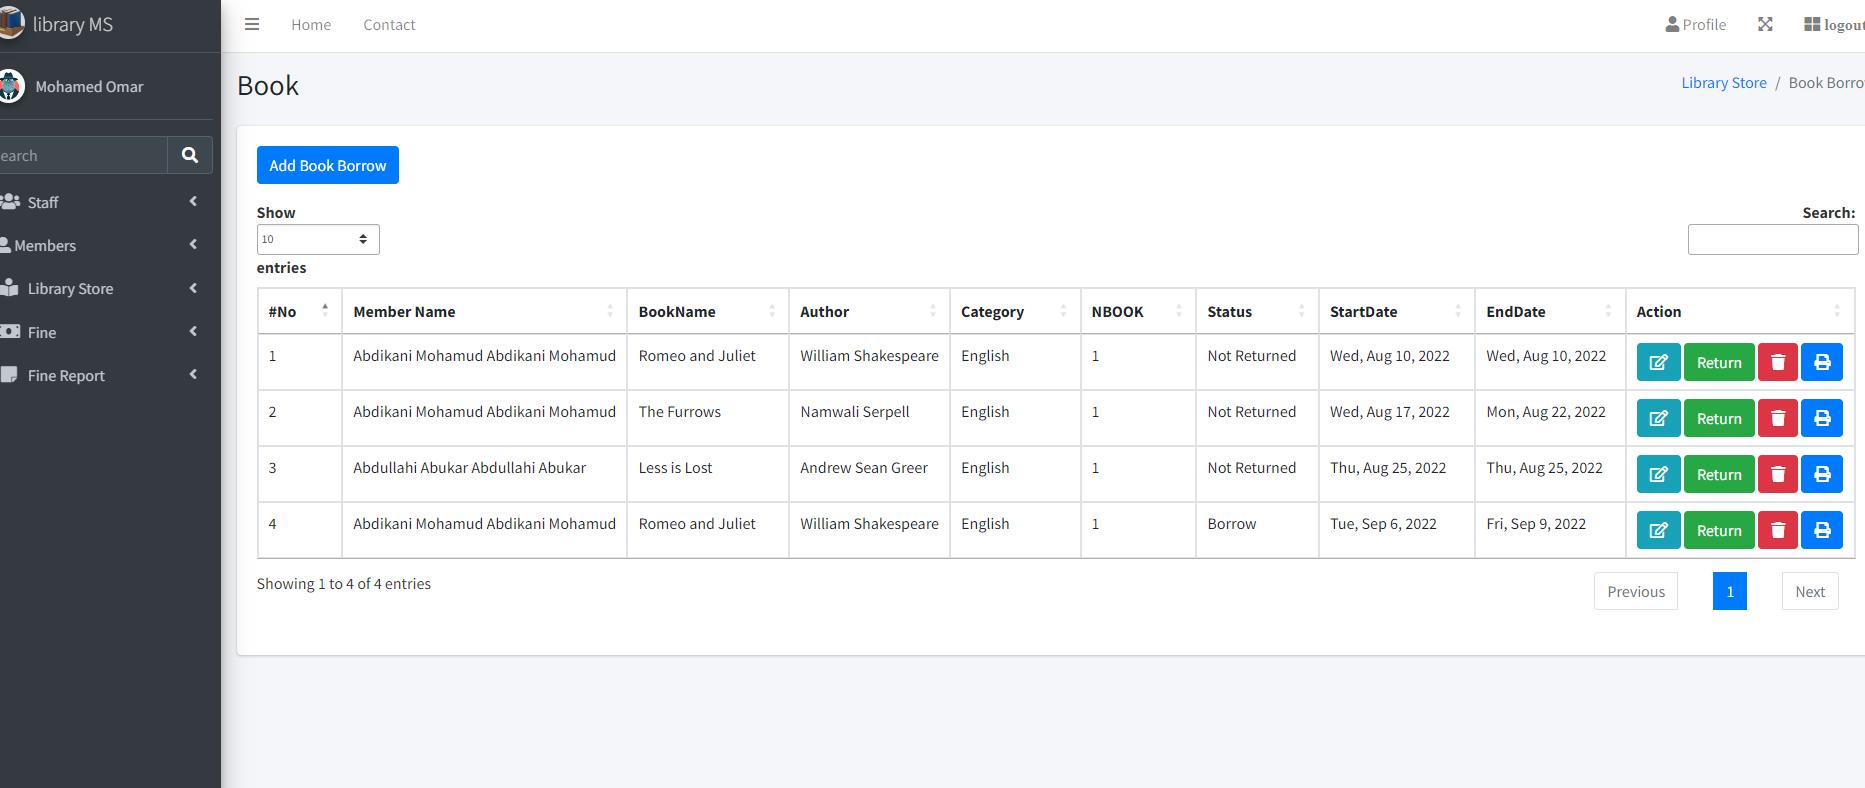 library MS
Home Contact
Profile logout
Mohamed Omar
Book
Library Store / Book Borro
earch
Add Book Borrow
Staff
Members
Library Store
Fine
Fine Report
Show
10
entries
Search:
#No Member Name BookName Author Category NBOOK Status StartDate EndDate Action
1 Abdikani Mohamud Abdikani Mohamud Romeo and Juliet William Shakespeare English 1 Not Returned Wed, Aug 10, 2022 Wed, Aug 10, 2022 Return
2 Abdikani Mohamud Abdikani Mohamud The Furrows Namwali Serpell English 1 Not Returned Wed, Aug 17, 2022 Mon, Aug 22, 2022 Return
3 Abdullahi Abukar Abdullahi Abukar Less is Lost Andrew Sean Greer English 1 Not Returned Thu, Aug 25, 2022 Thu, Aug 25, 2022 Return
4 Abdikani Mohamud Abdikani Mohamud Romeo and Juliet William Shakespeare English 1 Borrow Tue, Sep 6, 2022 Fri, Sep 9, 2022 Return
Showing 1 to 4 of 4 entries
Previous 1 Next